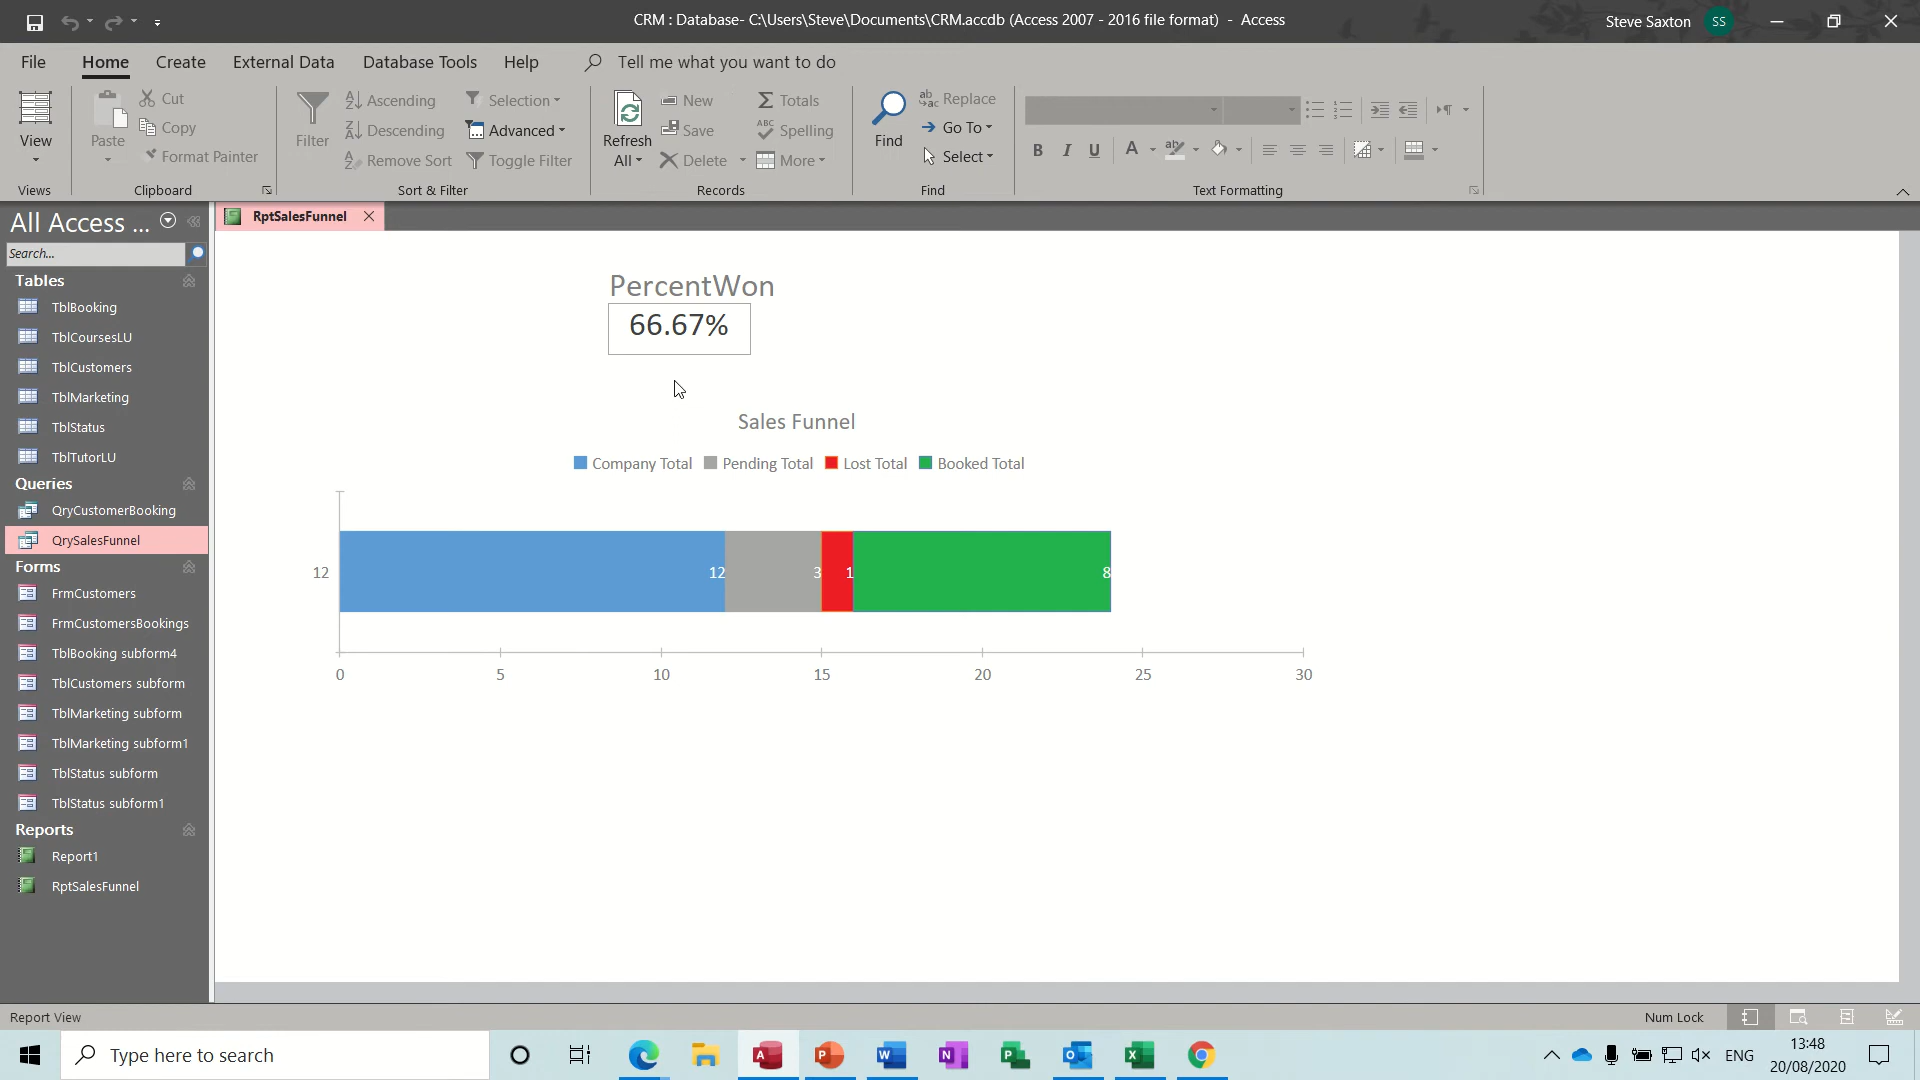 CRM : Database- C:\Users\Steve\Documents\CRM.accdb (Access 2007 - 2016 file format) - Access
Steve Saxton
SS
File
Home
Create
External Data
Database Tools
Help
Tell me what you want to do
View
Views
Paste
Cut
Copy
Format Painter
Clipboard
Filter
Ascending
Descending
Remove Sort
Selection
Advanced
Toggle Filter
Sort & Filter
Refresh
All
New
Save
Delete
Totals
Spelling
More
Records
Find
Replace
Go To
Select
Find
B I U A
Text Formatting
All Access ...
Search...
Tables
TblBooking
TblCoursesLU
TblCustomers
TblMarketing
TblStatus
TblTutorLU
Queries
QryCustomerBooking
QrySalesFunnel
Forms
FrmCustomers
FrmCustomersBookings
TblBooking subform4
TblCustomers subform
TblMarketing subform
TblMarketing subform1
TblStatus subform
TblStatus subform1
Reports
Report1
RptSalesFunnel
RptSalesFunnel
PercentWon
66.67%
Sales Funnel
Company Total Pending Total Lost Total Booked Total
12 12 3 1 8
0 5 10 15 20 25 30
Report View
Num Lock
Type here to search
ENG
13:48
20/08/2020